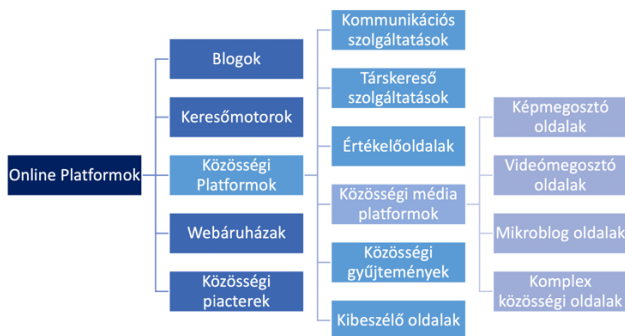 Online Platformok
Blogok
Keresőmotorok
Közösségi
Platformok
Webáruházak
Közösségi
piacterek
Kommunikációs
szolgáltatások
Társkereső
szolgáltatások
Értékelőoldalak
Közösségi média
platformok
Közösségi
gyűjtemények
Kibeszélő oldalak
Képmegosztó
oldalak
Videómegosztó
oldalak
Mikroblog oldalak
Komplex
közösségi oldalak